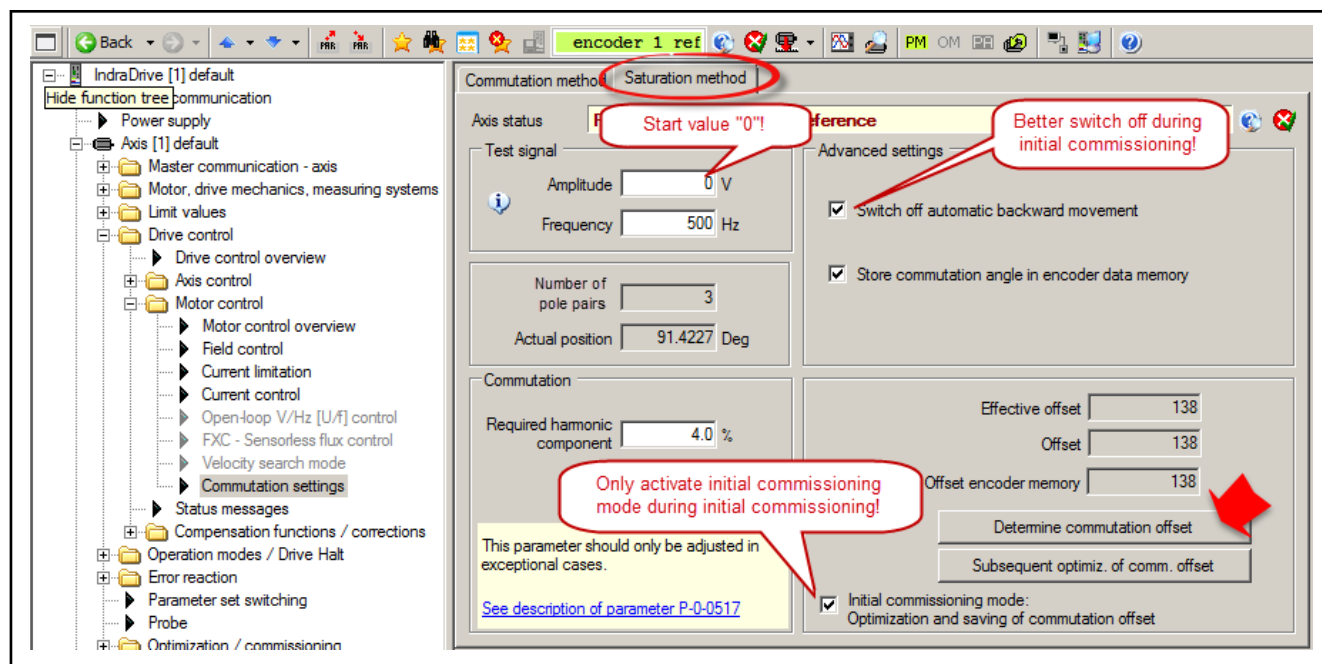 Back
PAR
PAR
encoder 1 ref
PM
OM
IndraDrive [1] default
Hide function tree
communication
Power supply
Axis [1] default
Master communication - axis
Motor, drive mechanics, measuring systems
Limit values
Drive control
Drive control overview
Axis control
Motor control
Motor control overview
Field control
Current limitation
Current control
Open-loop V/Hz [U/f] control
FXC - Sensorless flux control
Velocity search mode
Commutation settings
Status messages
Compensation functions / corrections
Operation modes / Drive Halt
Error reaction
Parameter set switching
Probe
Optimization / commissioning
Commutation method
Saturation method
Axis status
Start value "0"!
Better switch off during
initial commissioning!
Test signal
Amplitude 0 V
Frequency 500 Hz
Number of
pole pairs 3
Actual position 91.4227 Deg
Advanced settings
Switch off automatic backward movement
Store commutation angle in encoder data memory
Commutation
Required harmonic
component 4.0 %
Only activate initial commissioning
mode during initial commissioning!
This parameter should only be adjusted in
exceptional cases.
See description of parameter P-0-0517
Effective offset 138
Offset 138
Offset encoder memory 138
Determine commutation offset
Subsequent optimiz. of comm. offset
Initial commissioning mode:
Optimization and saving of commutation offset